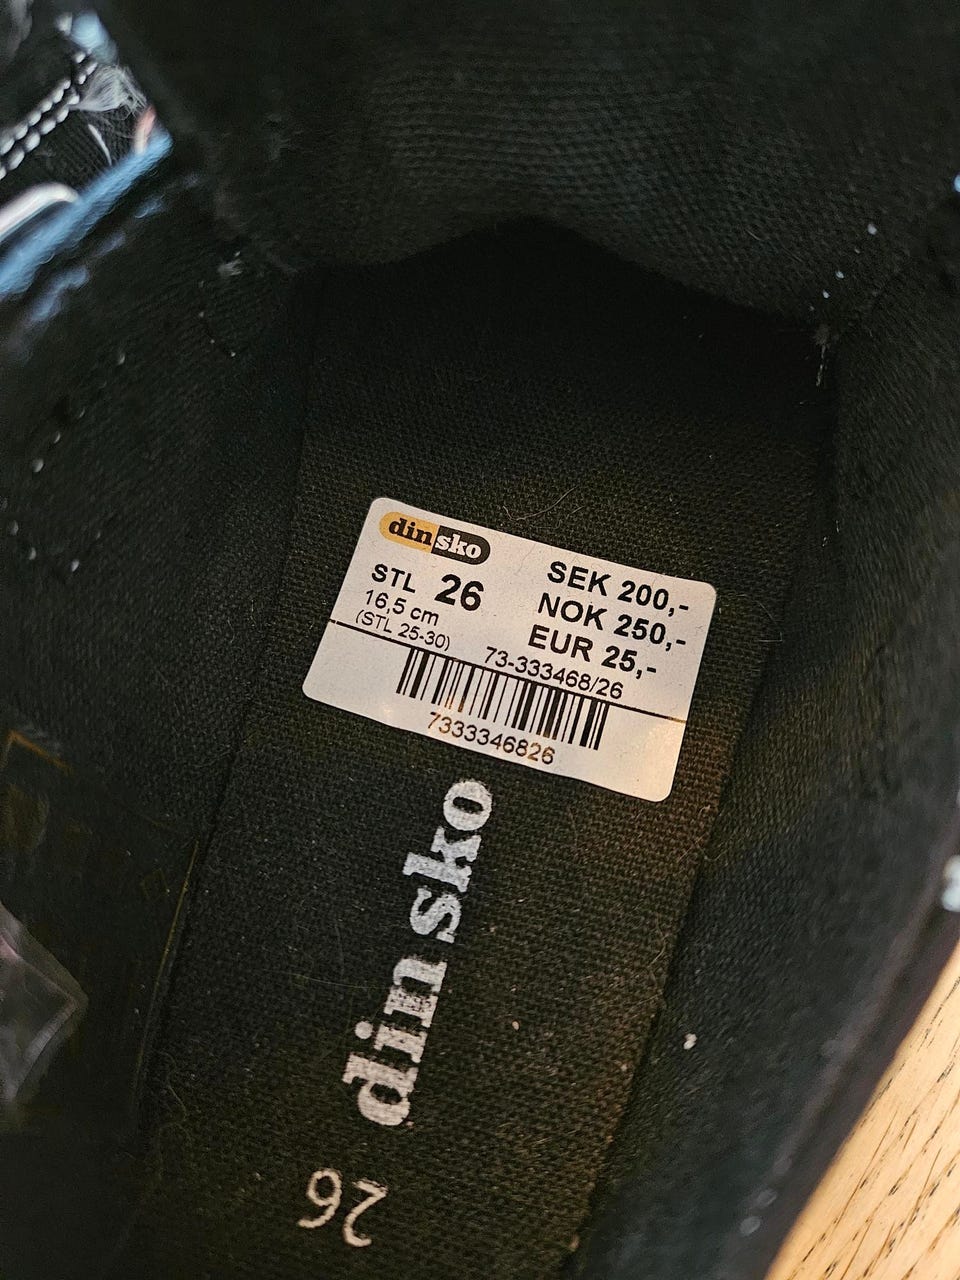 din sko
STL 26
16,5 cm
(STL 25-30)
SEK 200,-
NOK 250,-
EUR 25,-
73-333468/26
7333346826
din sko
26